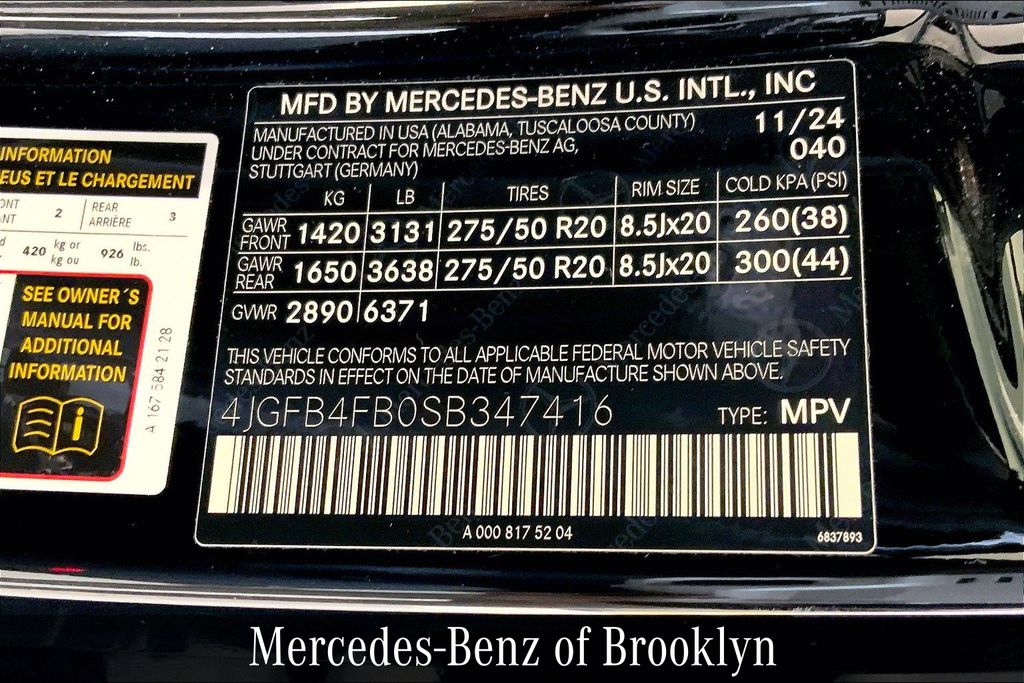 INFORMATION
EUS ET LE CHARGEMENT
2 REAR ARRIÈRE 3
420 kg or kg ou 926 lbs. lb.
SEE OWNER´S
MANUAL FOR
ADDITIONAL
INFORMATION
i
A 167 584 21 28
MFD BY MERCEDES-BENZ U.S. INTL., INC
MANUFACTURED IN USA (ALABAMA, TUSCALOOSA COUNTY) 11/24
UNDER CONTRACT FOR MERCEDES-BENZ AG, 040
STUTTGART (GERMANY)
KG LB TIRES RIM SIZE COLD KPA (PSI)
GAWR FRONT 1420 3131 275/50 R20 8.5Jx20 260(38)
GAWR REAR 1650 3638 275/50 R20 8.5Jx20 300(44)
GVWR 2890 6371
THIS VEHICLE CONFORMS TO ALL APPLICABLE FEDERAL MOTOR VEHICLE SAFETY
STANDARDS IN EFFECT ON THE DATE OF MANUFACTURE SHOWN ABOVE.
4JGFB4FB0SB347416 TYPE: MPV
A 000 817 52 04
6837893
Mercedes-Benz of Brooklyn